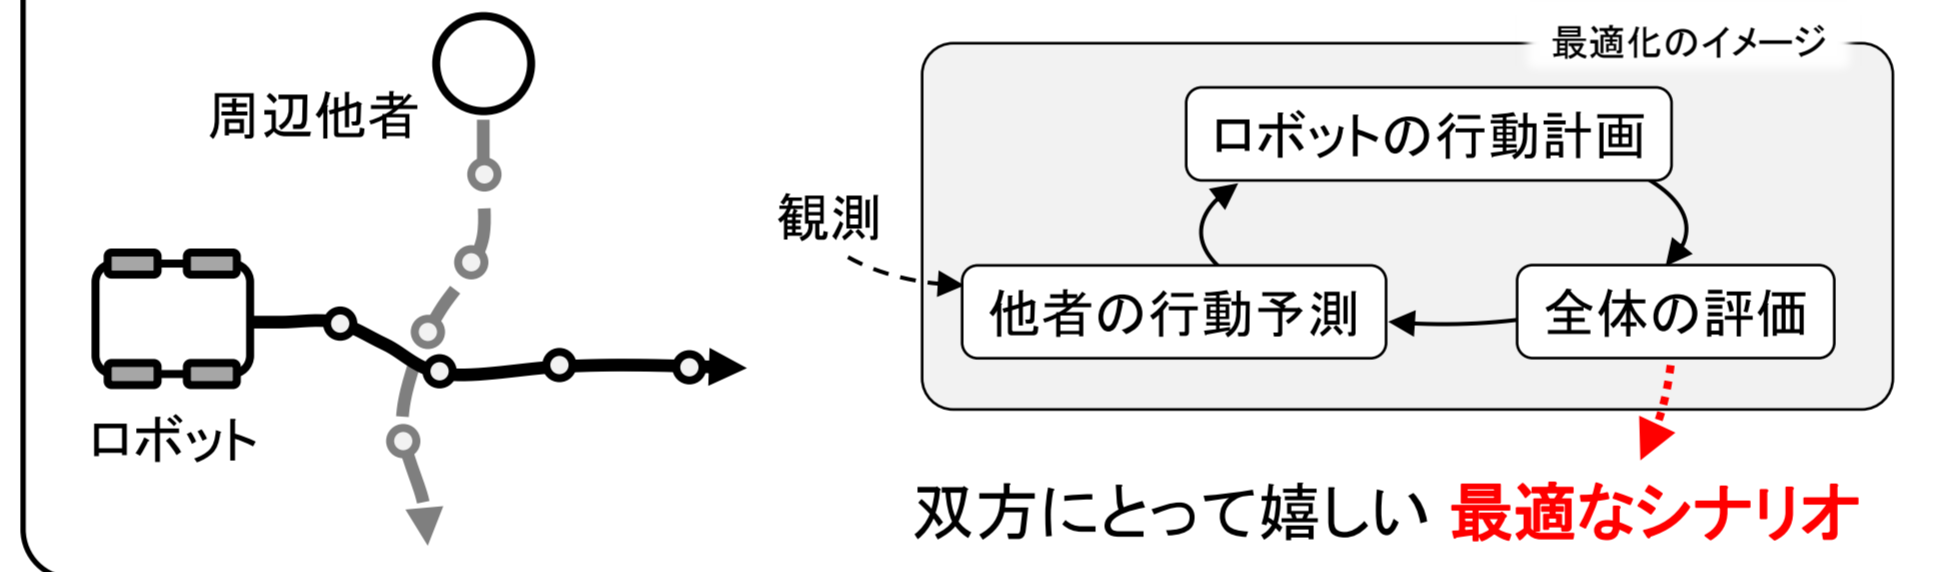 周辺他者
ロボット
最適化のイメージ
ロボットの行動計画
観測
他者の行動予測
全体の評価
双方にとって嬉しい 最適なシナリオ